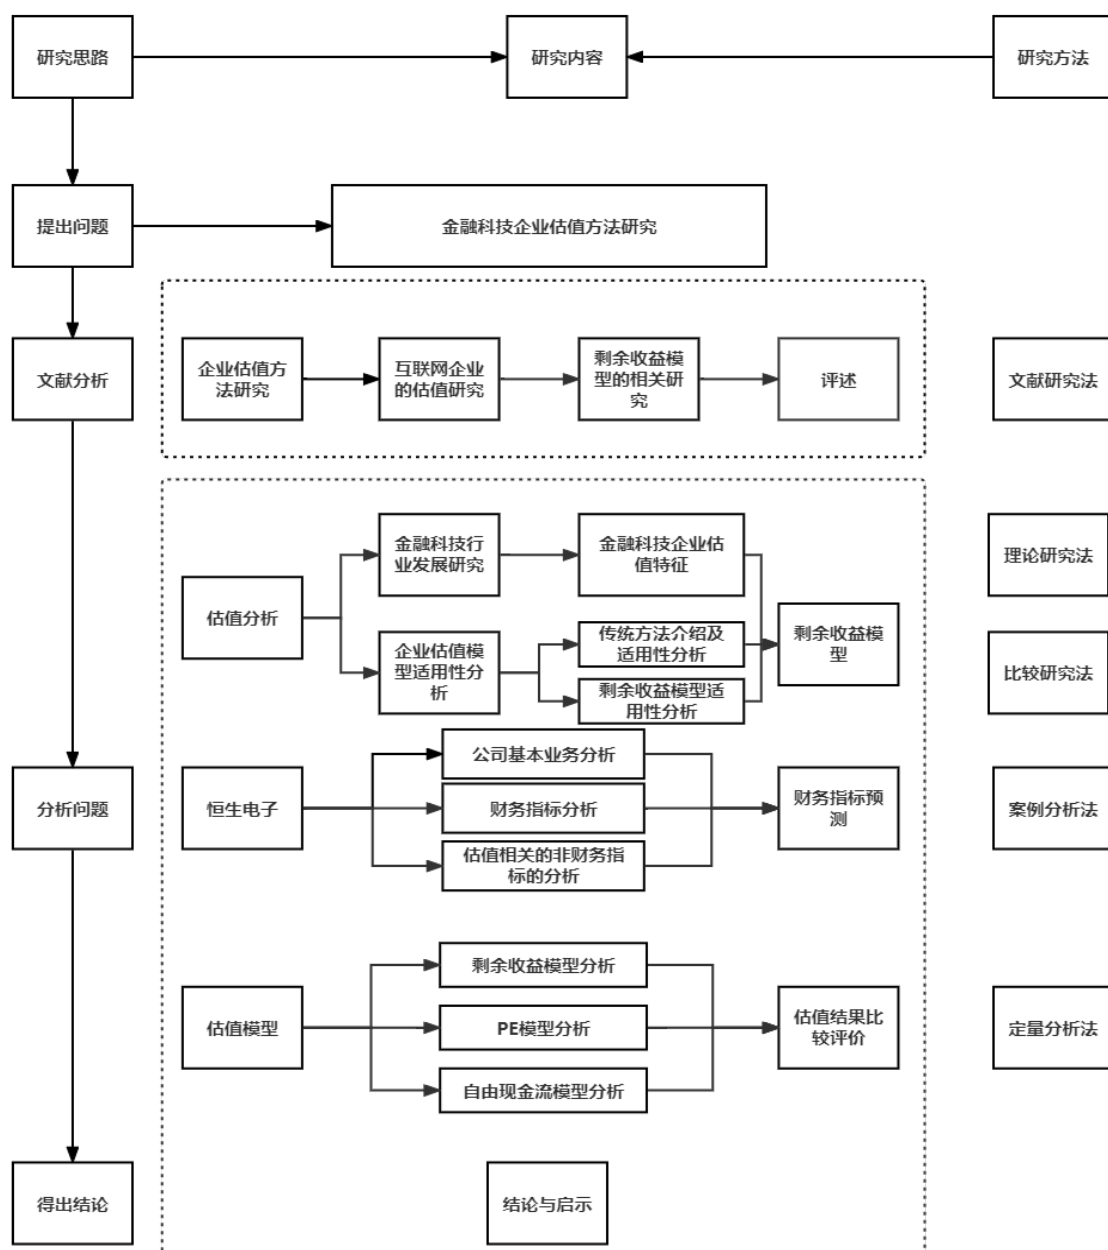 研究思路
研究内容
研究方法
提出问题
金融科技企业估值方法研究
文献分析
企业估值方
法研究
互联网企业
的估值研究
剩余收益模
型的相关研
究
评述
文献研究法
估值分析
金融科技行
业发展研究
金融科技企业估
值特征
理论研究法
企业估值模
型适用性分
析
传统方法介绍及
适用性分析
剩余收益模型适
用性分析
剩余收益模
型
比较研究法
分析问题
恒生电子
公司基本业务分析
财务指标分析
估值相关的非财务指
标的分析
财务指标预
测
案例分析法
估值模型
剩余收益模型分析
PE模型分析
自由现金流模型分析
估值结果比
较评价
定量分析法
得出结论
结论与启示